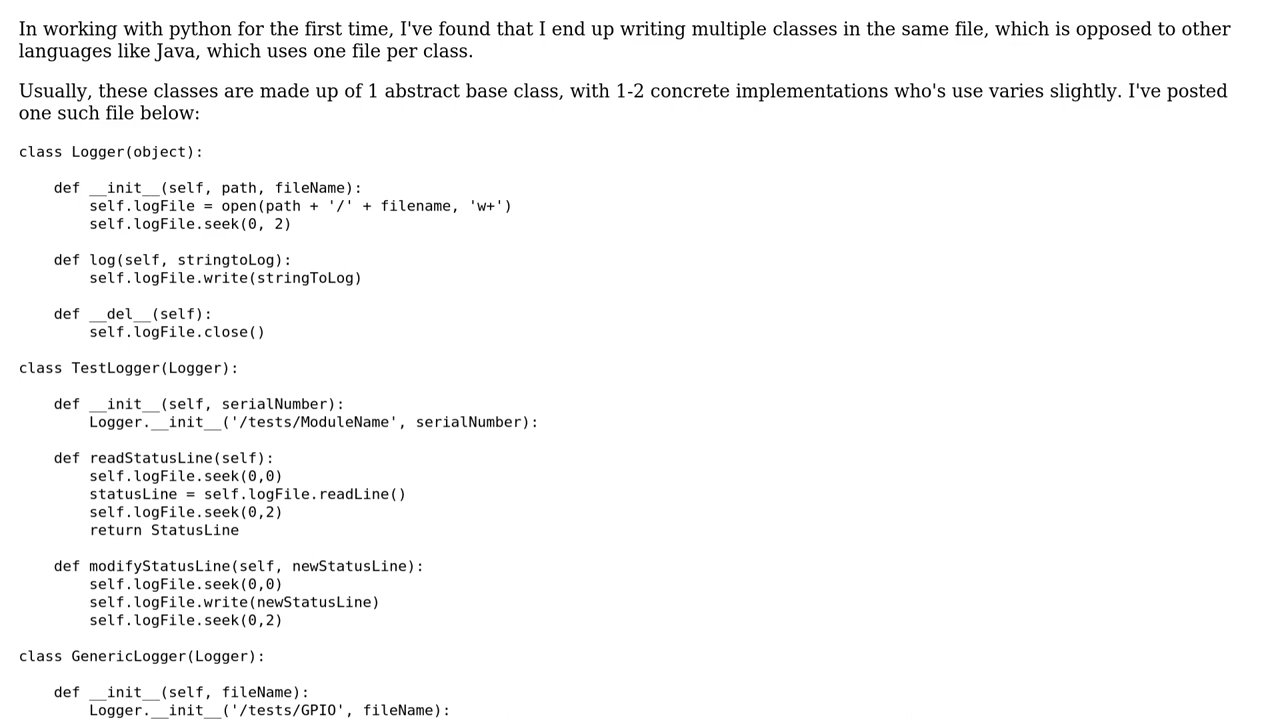 In working with python for the first time, I've found that I end up writing multiple classes in the same file, which is opposed to other
languages like Java, which uses one file per class.
Usually, these classes are made up of 1 abstract base class, with 1-2 concrete implementations who's use varies slightly. I've posted
one such file below:
class Logger(object):
    def __init__(self, path, fileName):
        self.logFile = open(path + '/' + filename, 'w+')
        self.logFile.seek(0, 2)
    def log(self, stringtoLog):
        self.logFile.write(stringToLog)
    def __del__(self):
        self.logFile.close()
class TestLogger(Logger):
    def __init__(self, serialNumber):
        Logger.__init__('/tests/ModuleName', serialNumber):
    def readStatusLine(self):
        self.logFile.seek(0,0)
        statusLine = self.logFile.readLine()
        self.logFile.seek(0,2)
        return StatusLine
    def modifyStatusLine(self, newStatusLine):
        self.logFile.seek(0,0)
        self.logFile.write(newStatusLine)
        self.logFile.seek(0,2)
class GenericLogger(Logger):
    def __init__(self, fileName):
        Logger.__init__('/tests/GPIO', fileName):